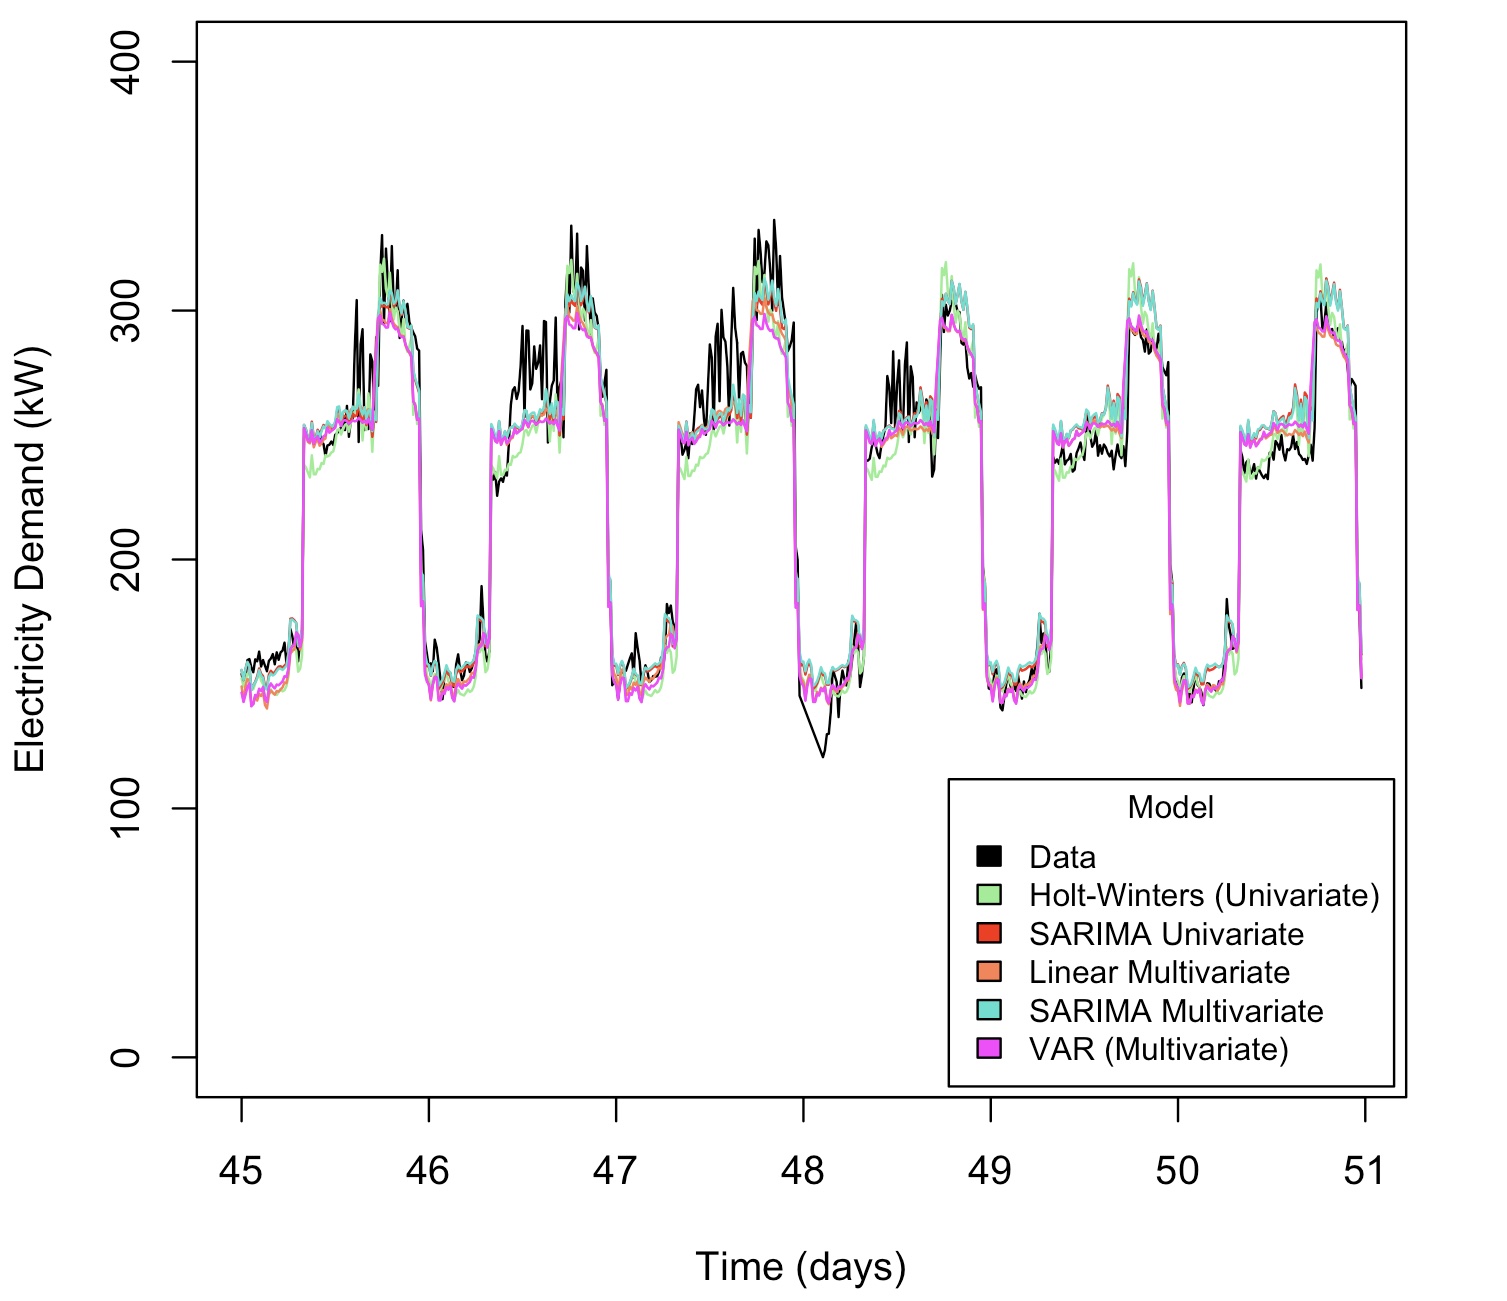 400
300
200
100
0
Electricity Demand (kW)
Model
Data
Holt-Winters (Univariate)
SARIMA Univariate
Linear Multivariate
SARIMA Multivariate
VAR (Multivariate)
45 46 47 48 49 50 51
Time (days)